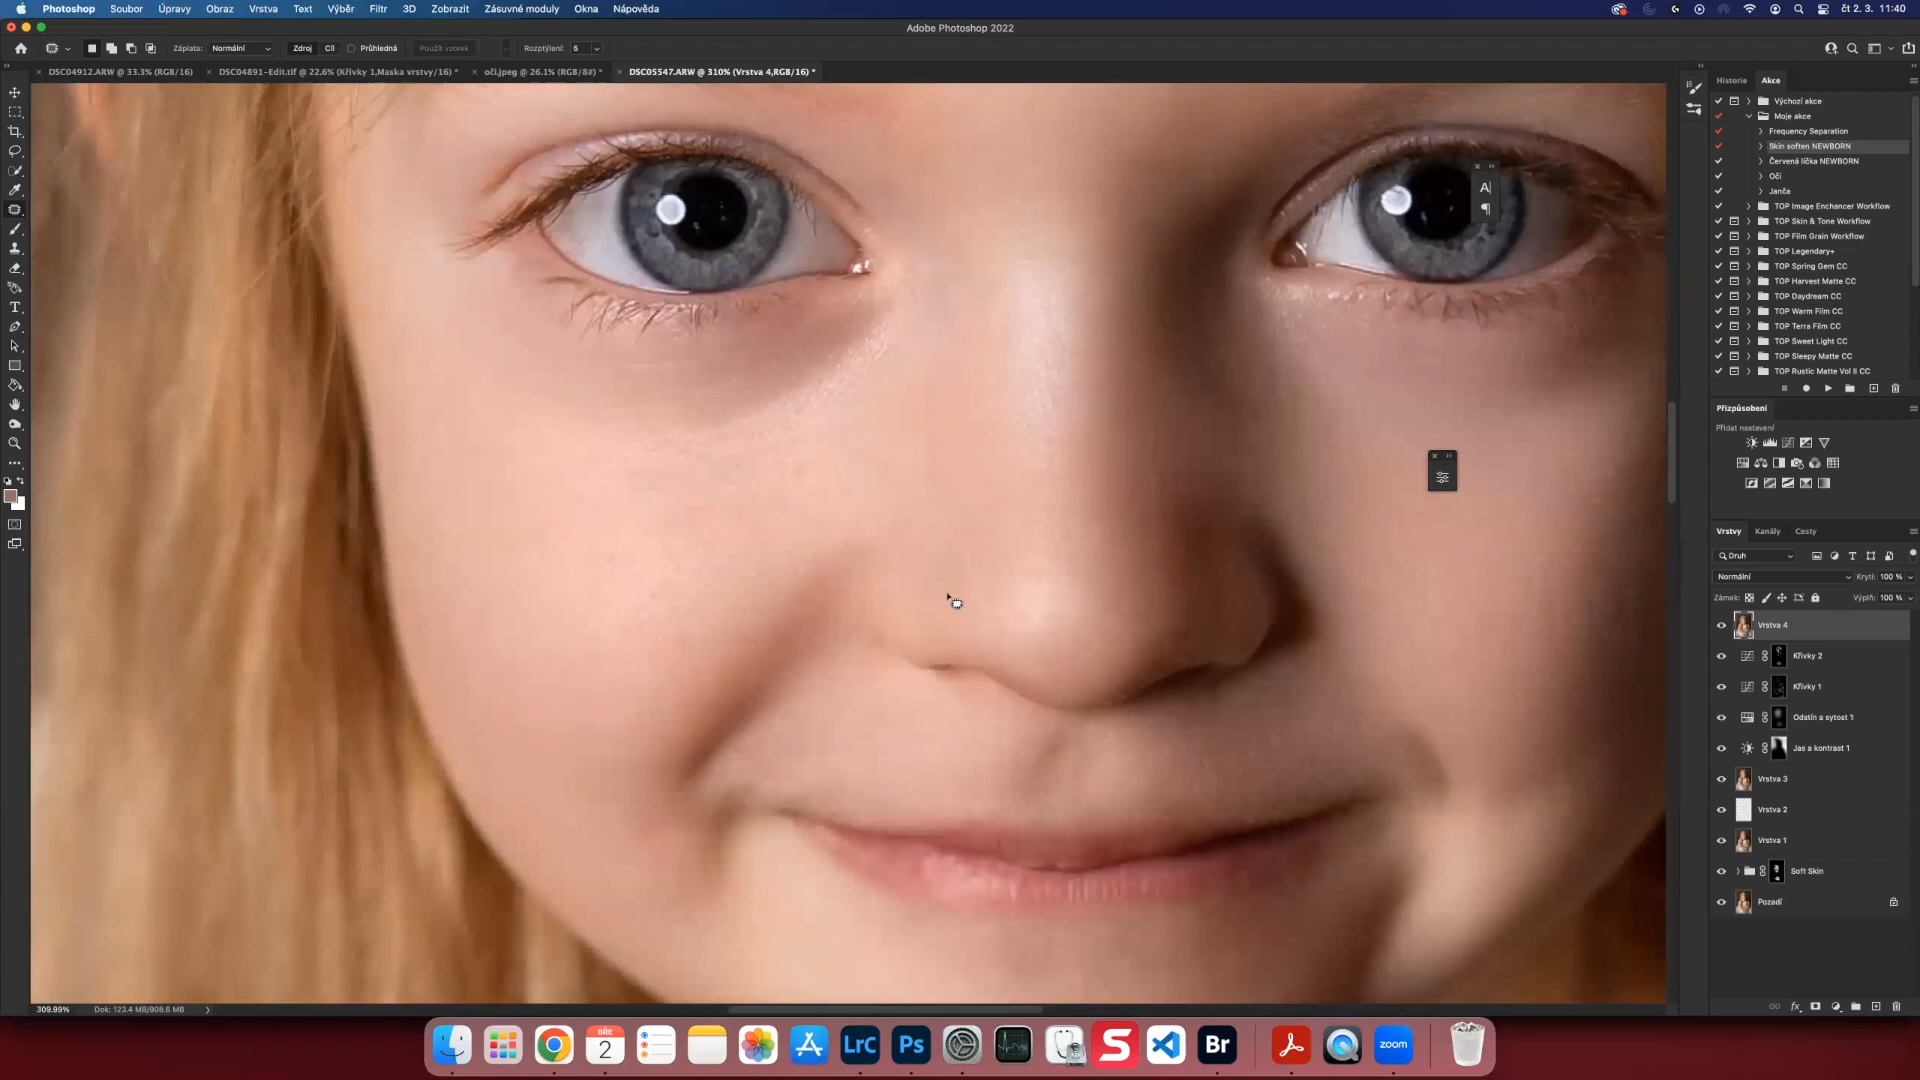 Photoshop Soubor Úpravy Obraz Vrstva Text Výběr Filtr 3D Zobrazit Zásuvné moduly Okna Nápověda
čt 2. 3. 11:40
Adobe Photoshop 2022
Záplata: Normální Zdroj Cíl Průhledná Použít vzorek Rozptýlení: 5
DSC04912.ARW @ 33.3% (RGB/16)
DSC04891-Edit.tif @ 22.6% (Křivky 1,Maska vrstvy/16) *
oči.jpeg @ 26.1% (RGB/8#) *
DSC05547.ARW @ 310% (Vrstva 4,RGB/16) *
Historie Akce
Výchozí akce
Moje akce
Frequency Separation
Skin soften NEWBORN
Červená líčka NEWBORN
Oči
Janča
TOP Image Enchancer Workflow
TOP Skin & Tone Workflow
TOP Film Grain Workflow
TOP Legendary+
TOP Spring Gem CC
TOP Harvest Matte CC
TOP Daydream CC
TOP Warm Film CC
TOP Terra Film CC
TOP Sweet Light CC
TOP Sleepy Matte CC
TOP Rustic Matte Vol II CC
Přizpůsobení
Přidat nastavení
Vrstvy Kanály Cesty
Druh
Normální Krytí: 100 %
Zámek: Výplň: 100 %
Vrstva 4
Křivky 2
Křivky 1
Odstín a sytost 1
Jas a kontrast 1
Vrstva 3
Vrstva 2
Vrstva 1
Soft Skin
Pozadí
fx
309.99% Dok: 123.4 MB/908.6 MB
BŘE
2
LrC
Ps
Br
zoom